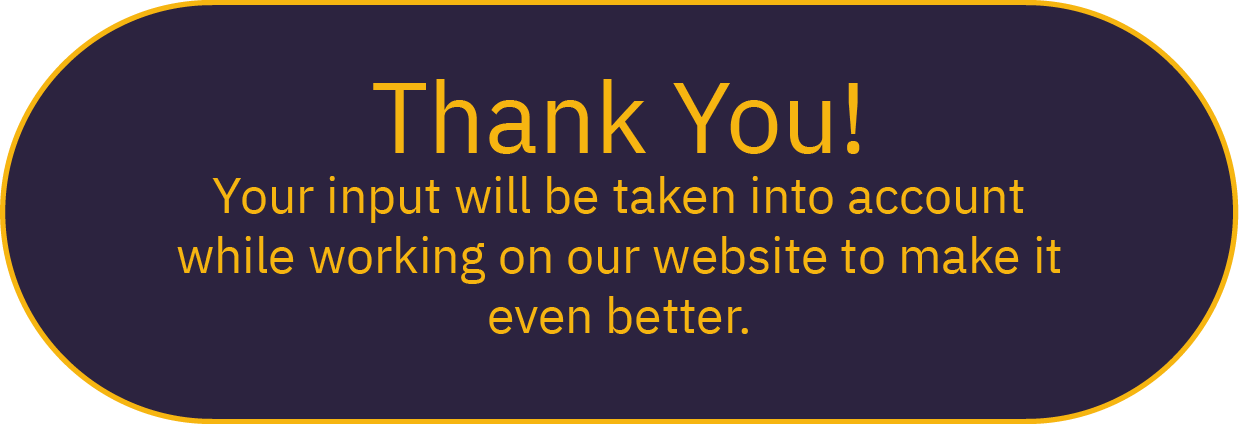 Thank You!
Your input will be taken into account
while working on our website to make it
even better.